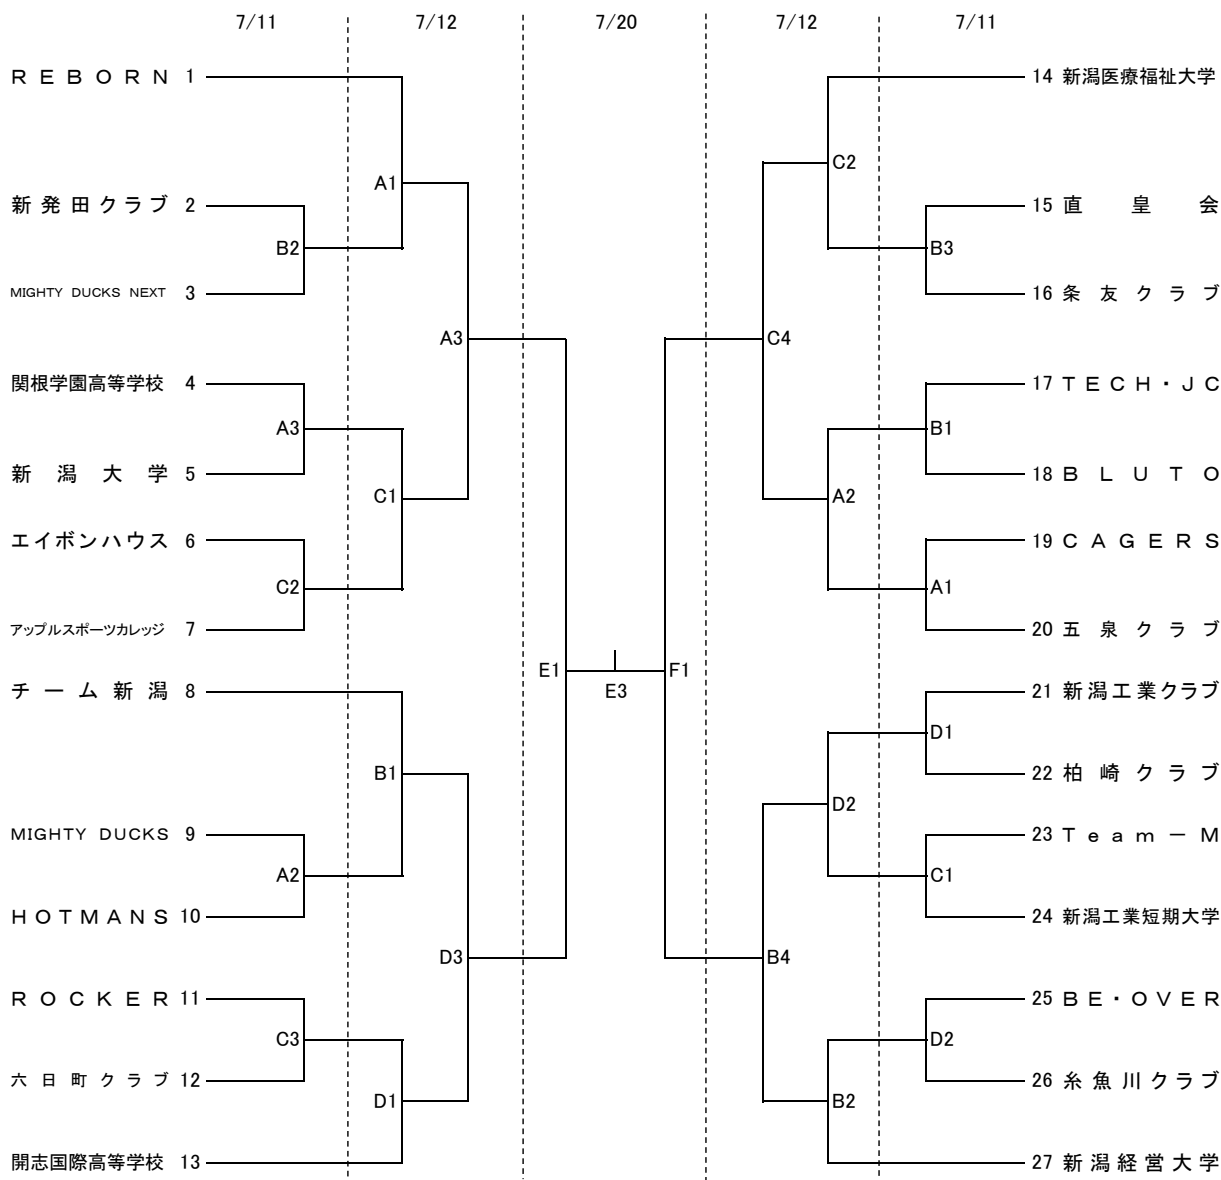 7/11 7/12 7/20 7/12 7/11
REBORN 1
14 新潟医療福祉大学
C2
A1
新発田クラブ 2
15 直皇会
B2
B3
MIGHTY DUCKS NEXT 3
16 条友クラブ
A3
C4
関根学園高等学校 4
17 TECH・JC
A3
B1
新潟大学 5
18 BLUTO
C1
A2
エイボンハウス 6
19 CAGERS
C2
A1
アップルスポーツカレッジ 7
20 五泉クラブ
E1
F1
E3
チーム新潟 8
21 新潟工業クラブ
D1
B1
22 柏崎クラブ
D2
MIGHTY DUCKS 9
23 Team－M
A2
C1
HOTMANS 10
24 新潟工業短期大学
D3
B4
ROCKER 11
25 BE・OVER
C3
D2
六日町クラブ 12
26 糸魚川クラブ
D1
B2
開志国際高等学校 13
27 新潟経営大学